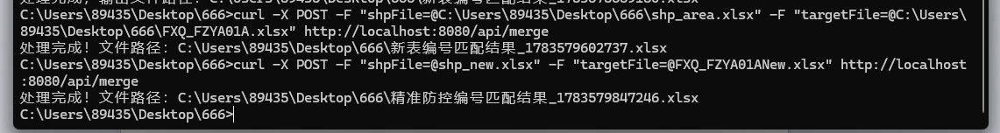 C:\Users\89435\Desktop\666>curl -X POST -F "shpFile=@C:\Users\89435\Desktop\666\shp_area.xlsx" -F "targetFile=@C:\Users\
89435\Desktop\666\FXQ_FZYA01A.xlsx" http://localhost:8080/api/merge
处理完成！文件路径：C:\Users\89435\Desktop\666\新表编号匹配结果_1783579602737.xlsx
C:\Users\89435\Desktop\666>curl -X POST -F "shpFile=@shp_new.xlsx" -F "targetFile=@FXQ_FZYA01ANew.xlsx" http://localhost
:8080/api/merge
处理完成！文件路径：C:\Users\89435\Desktop\666\精准防控编号匹配结果_1783579847246.xlsx
C:\Users\89435\Desktop\666>